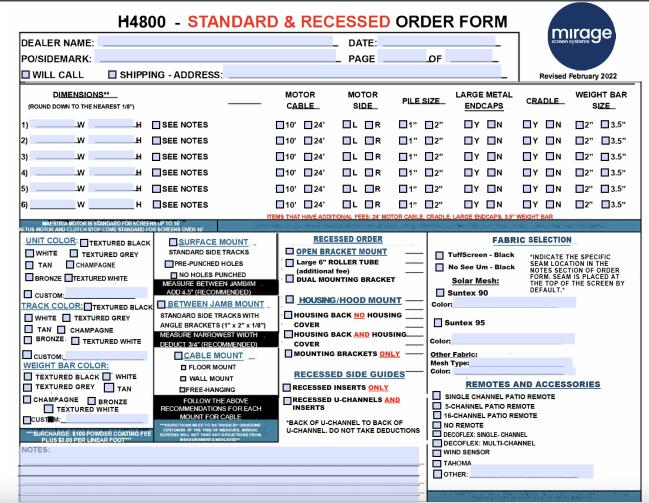 H4800 - STANDARD & RECESSED ORDER FORM
mirage
screen systems
Revised February 2022
DEALER NAME: DATE:
PO/SIDEMARK: PAGE OF
WILL CALL SHIPPING - ADDRESS:
DIMENSIONS** MOTOR CABLE MOTOR SIDE PILE SIZE LARGE METAL ENDCAPS CRADLE WEIGHT BAR SIZE
(ROUND DOWN TO THE NEAREST 1/8")
1) W H SEE NOTES 10' 24' L R 1" 2" Y N Y N 2" 3.5"
2) W H SEE NOTES 10' 24' L R 1" 2" Y N Y N 2" 3.5"
3) W H SEE NOTES 10' 24' L R 1" 2" Y N Y N 2" 3.5"
4) W H SEE NOTES 10' 24' L R 1" 2" Y N Y N 2" 3.5"
5) W H SEE NOTES 10' 24' L R 1" 2" Y N Y N 2" 3.5"
6) W H SEE NOTES 10' 24' L R 1" 2" Y N Y N 2" 3.5"
ITEMS THAT HAVE ADDITIONAL FEES: 24' MOTOR CABLE, CRADLE, LARGE ENDCAPS, 3.5" WEIGHT BAR
MAESTRIA MOTOR IS STANDARD FOR SCREENS UP TO 16'
ALTUS MOTOR AND CLUTCH STOP COME STANDARD FOR SCREENS OVER 16'
UNIT COLOR: TEXTURED BLACK
WHITE TEXTURED GREY
TAN CHAMPAGNE
BRONZE TEXTURED WHITE
CUSTOM:
TRACK COLOR: TEXTURED BLACK
WHITE TEXTURED GREY
TAN CHAMPAGNE
BRONZE TEXTURED WHITE
CUSTOM:
WEIGHT BAR COLOR:
TEXTURED BLACK WHITE
TEXTURED GREY TAN
CHAMPAGNE BRONZE
TEXTURED WHITE
CUSTOM:
***SURCHARGE: $100 POWDER COATING FEE
PLUS $3.00 PER LINEAR FOOT***
SURFACE MOUNT
STANDARD SIDE TRACKS
PRE-PUNCHED HOLES
NO HOLES PUNCHED
MEASURE BETWEEN JAMB/IM
ADD 4.5" (RECOMMENDED)
BETWEEN JAMB MOUNT
STANDARD SIDE TRACKS WITH
ANGLE BRACKETS (1" x 2" x 1/8")
MEASURE NARROWEST WIDTH
DEDUCT 3/4" (RECOMMENDED)
CABLE MOUNT
FLOOR MOUNT
WALL MOUNT
FREE-HANGING
FOLLOW THE ABOVE
RECOMMENDATIONS FOR EACH
MOUNT FOR CABLE
RECESSED ORDER
OPEN BRACKET MOUNT
Large 6" ROLLER TUBE
(additional fee)
DUAL MOUNTING BRACKET
HOUSING/HOOD MOUNT
HOUSING BACK NO HOUSING
COVER
HOUSING BACK AND HOUSING
COVER
MOUNTING BRACKETS ONLY
RECESSED SIDE GUIDES
RECESSED INSERTS ONLY
RECESSED U-CHANNELS AND
INSERTS
*BACK OF U-CHANNEL TO BACK OF
U-CHANNEL. DO NOT TAKE DEDUCTIONS
FABRIC SELECTION
TuffScreen - Black
No See Um - Black
Solar Mesh:
Suntex 90
Color:
*INDICATE THE SPECIFIC
SEAM LOCATION IN THE
NOTES SECTION OF ORDER
FORM. SEAM IS PLACED AT
THE TOP OF THE SCREEN BY
DEFAULT.*
Suntex 95
Color:
Other Fabric:
Mesh Type:
Color:
REMOTES AND ACCESSORIES
SINGLE CHANNEL PATIO REMOTE
5-CHANNEL PATIO REMOTE
16-CHANNEL PATIO REMOTE
NO REMOTE
DECOFLEX: SINGLE- CHANNEL
DECOFLEX: MULTI-CHANNEL
WIND SENSOR
TAHOMA
OTHER:
NOTES: